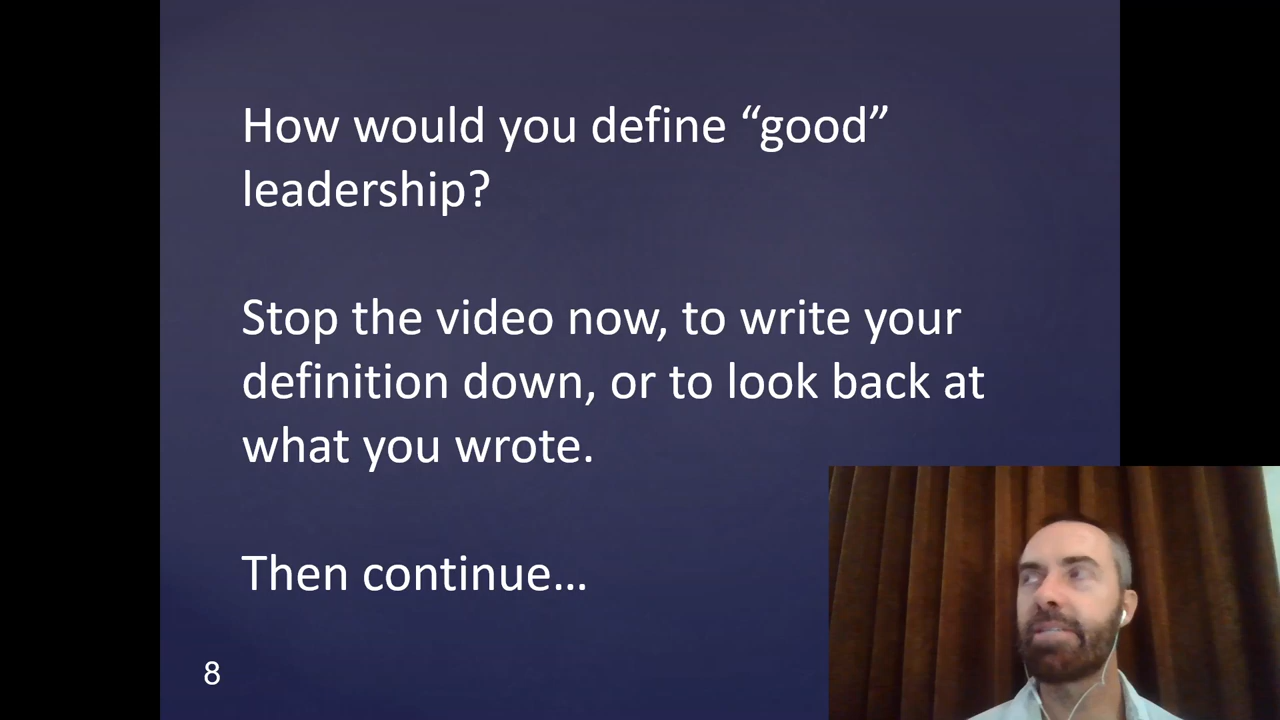 How would you define “good”
leadership?
Stop the video now, to write your
definition down, or to look back at
what you wrote.
Then continue…
8